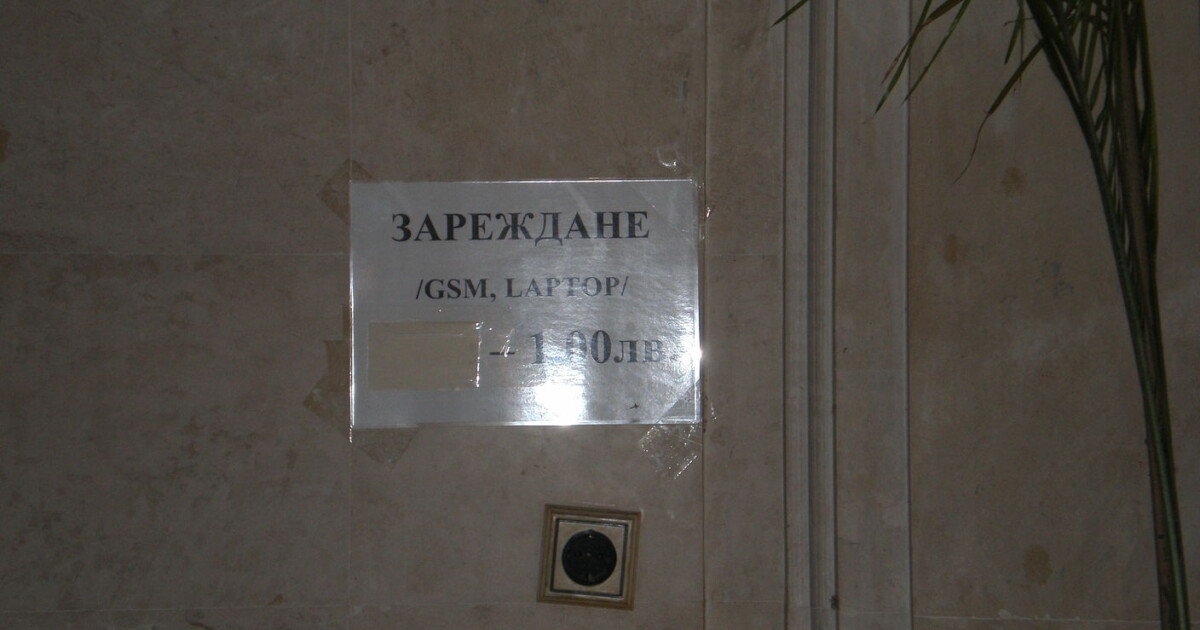 ЗАРЕЖДАНЕ
/GSM, LAPTOP/
– 1.00лв.